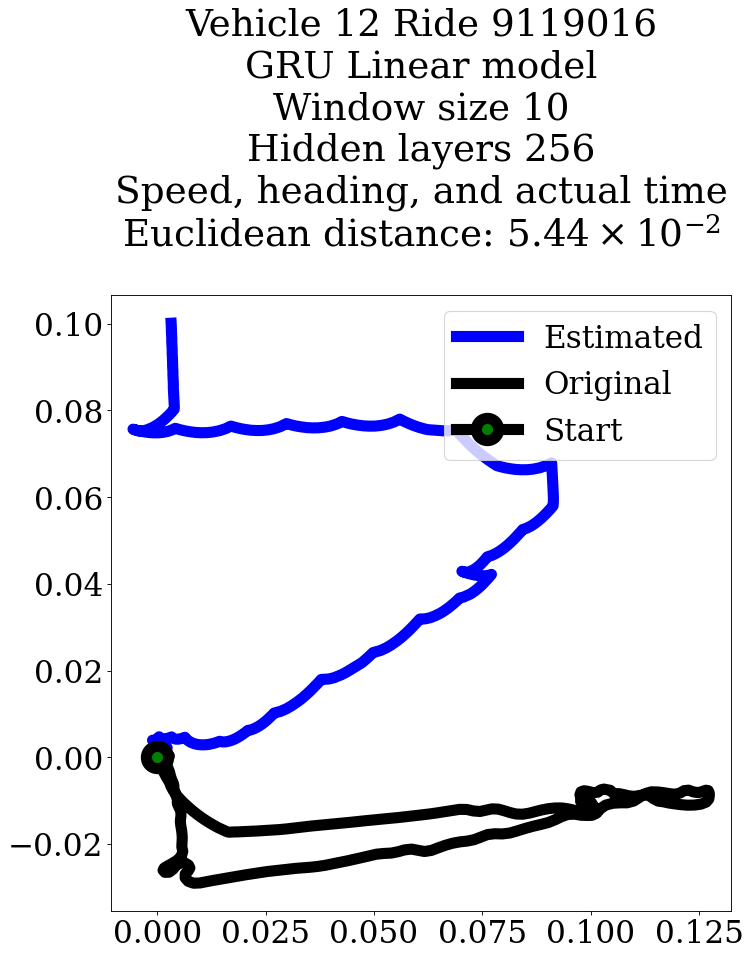 Vehicle 12 Ride 9119016
GRU Linear model
Window size 10
Hidden layers 256
Speed, heading, and actual time
Euclidean distance: 5.44 × 10⁻²
Estimated
Original
Start
0.10
0.08
0.06
0.04
0.02
0.00
−0.02
0.000 0.025 0.050 0.075 0.100 0.125